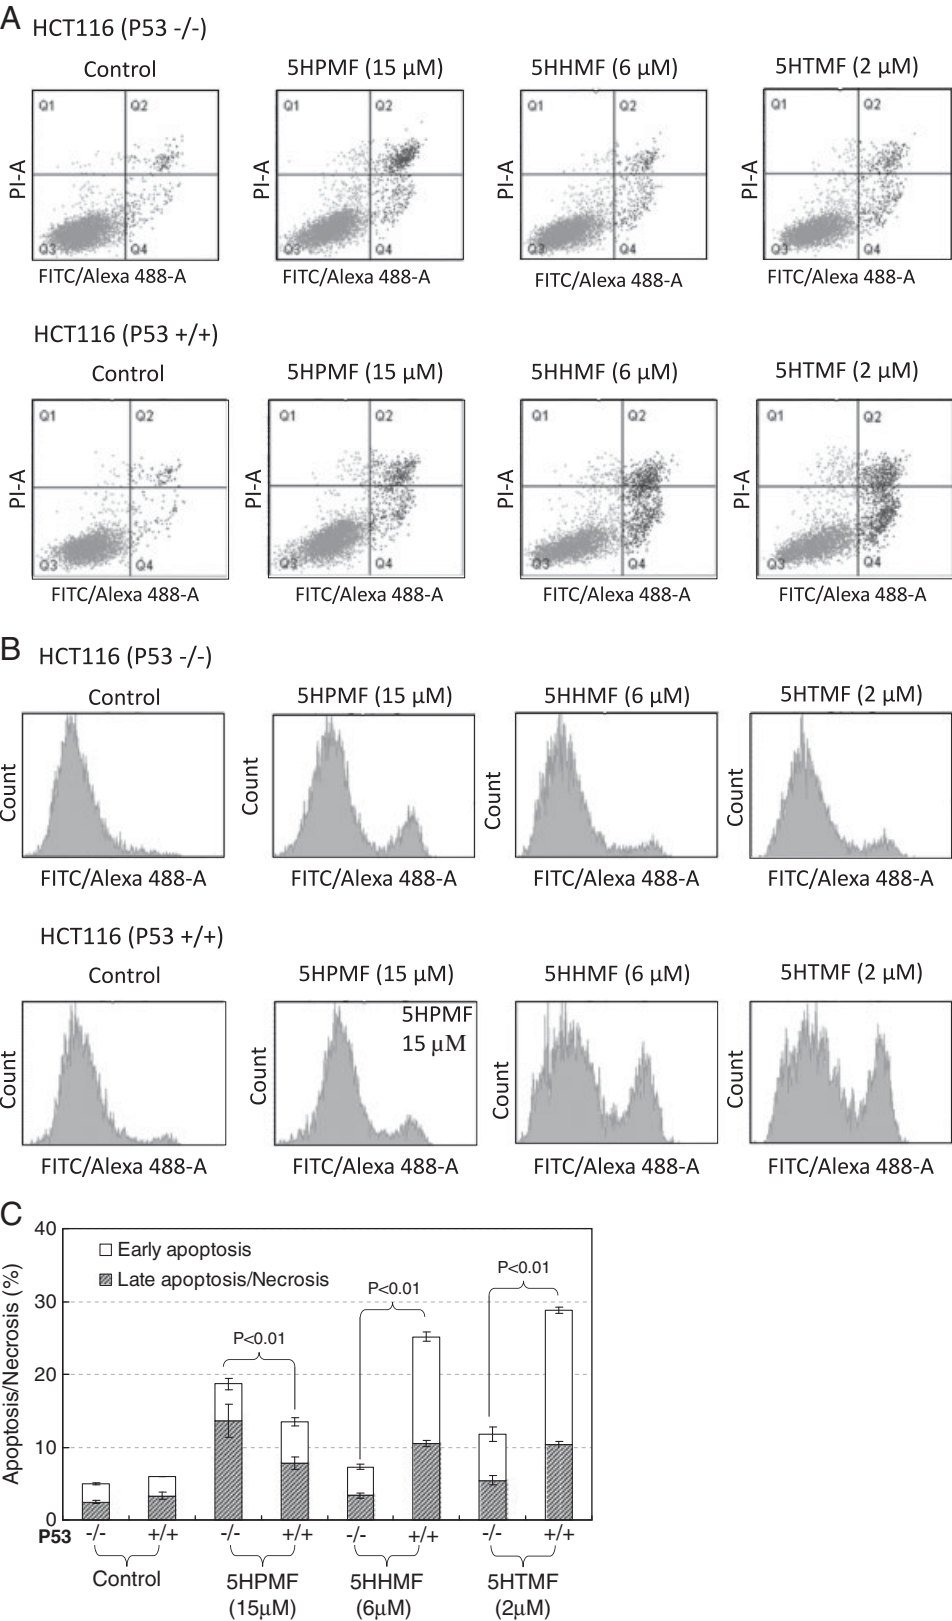 A
HCT116 (P53 -/-)
Control
5HPMF (15 μM)
5HHMF (6 μM)
5HTMF (2 μM)
Q1 Q2
Q1 Q2
Q1 Q2
Q1 Q2
PI-A
PI-A
PI-A
PI-A
Q3 Q4
Q3 Q4
Q3 Q4
Q3 Q4
FITC/Alexa 488-A
FITC/Alexa 488-A
FITC/Alexa 488-A
FITC/Alexa 488-A
HCT116 (P53 +/+)
Control
5HPMF (15 μM)
5HHMF (6 μM)
5HTMF (2 μM)
Q1 Q2
Q1 Q2
Q1 Q2
Q1 Q2
PI-A
PI-A
PI-A
PI-A
Q3 Q4
Q3 Q4
Q3 Q4
Q3 Q4
FITC/Alexa 488-A
FITC/Alexa 488-A
FITC/Alexa 488-A
FITC/Alexa 488-A
B
HCT116 (P53 -/-)
Control
5HPMF (15 μM)
5HHMF (6 μM)
5HTMF (2 μM)
Count
Count
Count
Count
FITC/Alexa 488-A
FITC/Alexa 488-A
FITC/Alexa 488-A
FITC/Alexa 488-A
HCT116 (P53 +/+)
Control
5HPMF (15 μM)
5HHMF (6 μM)
5HTMF (2 μM)
5HPMF
15 μM
Count
Count
Count
Count
FITC/Alexa 488-A
FITC/Alexa 488-A
FITC/Alexa 488-A
FITC/Alexa 488-A
C
Apoptosis/Necrosis (%)
40
30
20
10
0
Early apoptosis
Late apoptosis/Necrosis
P<0.01
P<0.01
P<0.01
P53 -/- +/+ -/- +/+ -/- +/+ -/- +/+
Control
5HPMF
(15μM)
5HHMF
(6μM)
5HTMF
(2μM)